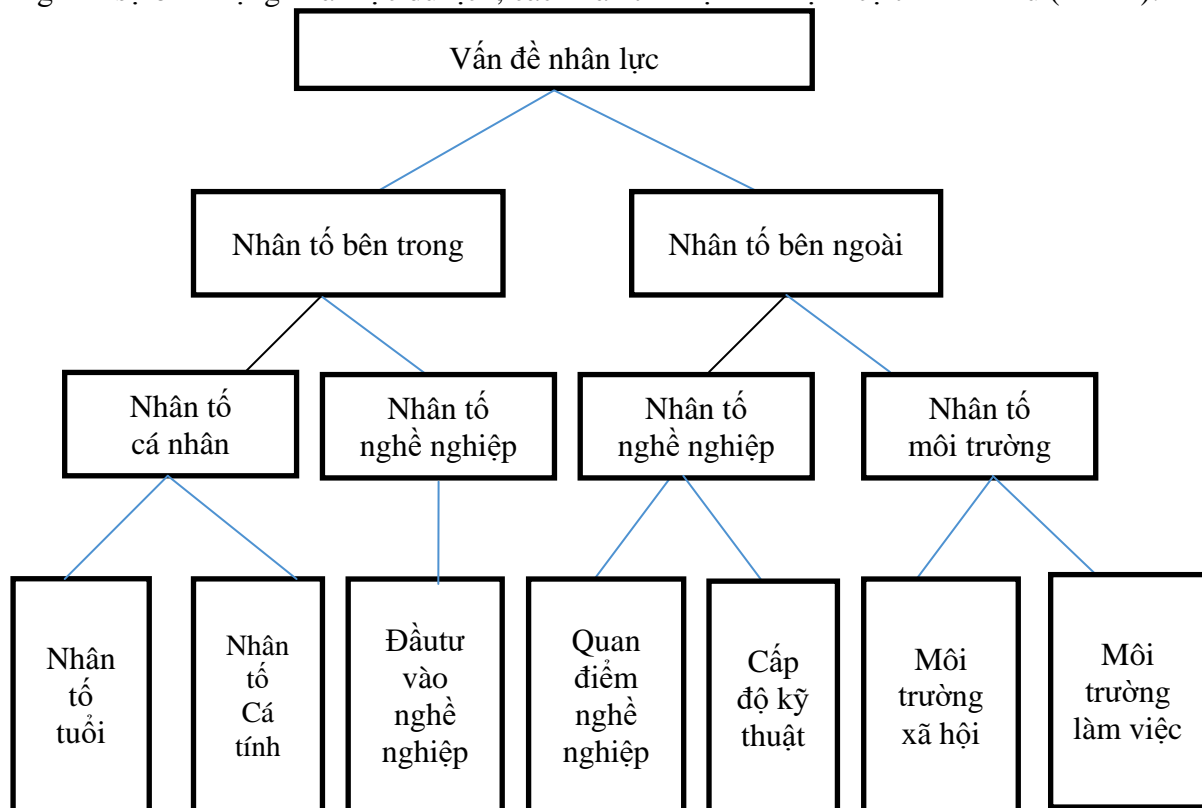 Vấn đề nhân lực
Nhân tố bên trong
Nhân tố bên ngoài
Nhân tố
cá nhân
Nhân tố
nghề nghiệp
Nhân tố
nghề nghiệp
Nhân tố
môi trường
Nhân
tố
tuổi
Nhân
tố
Cá
tính
Đầutư
vào
nghề
nghiệp
Quan
điểm
nghề
nghiệp
Cấp
độ kỹ
thuật
Môi
trường
xã hội
Môi
trường
làm việc